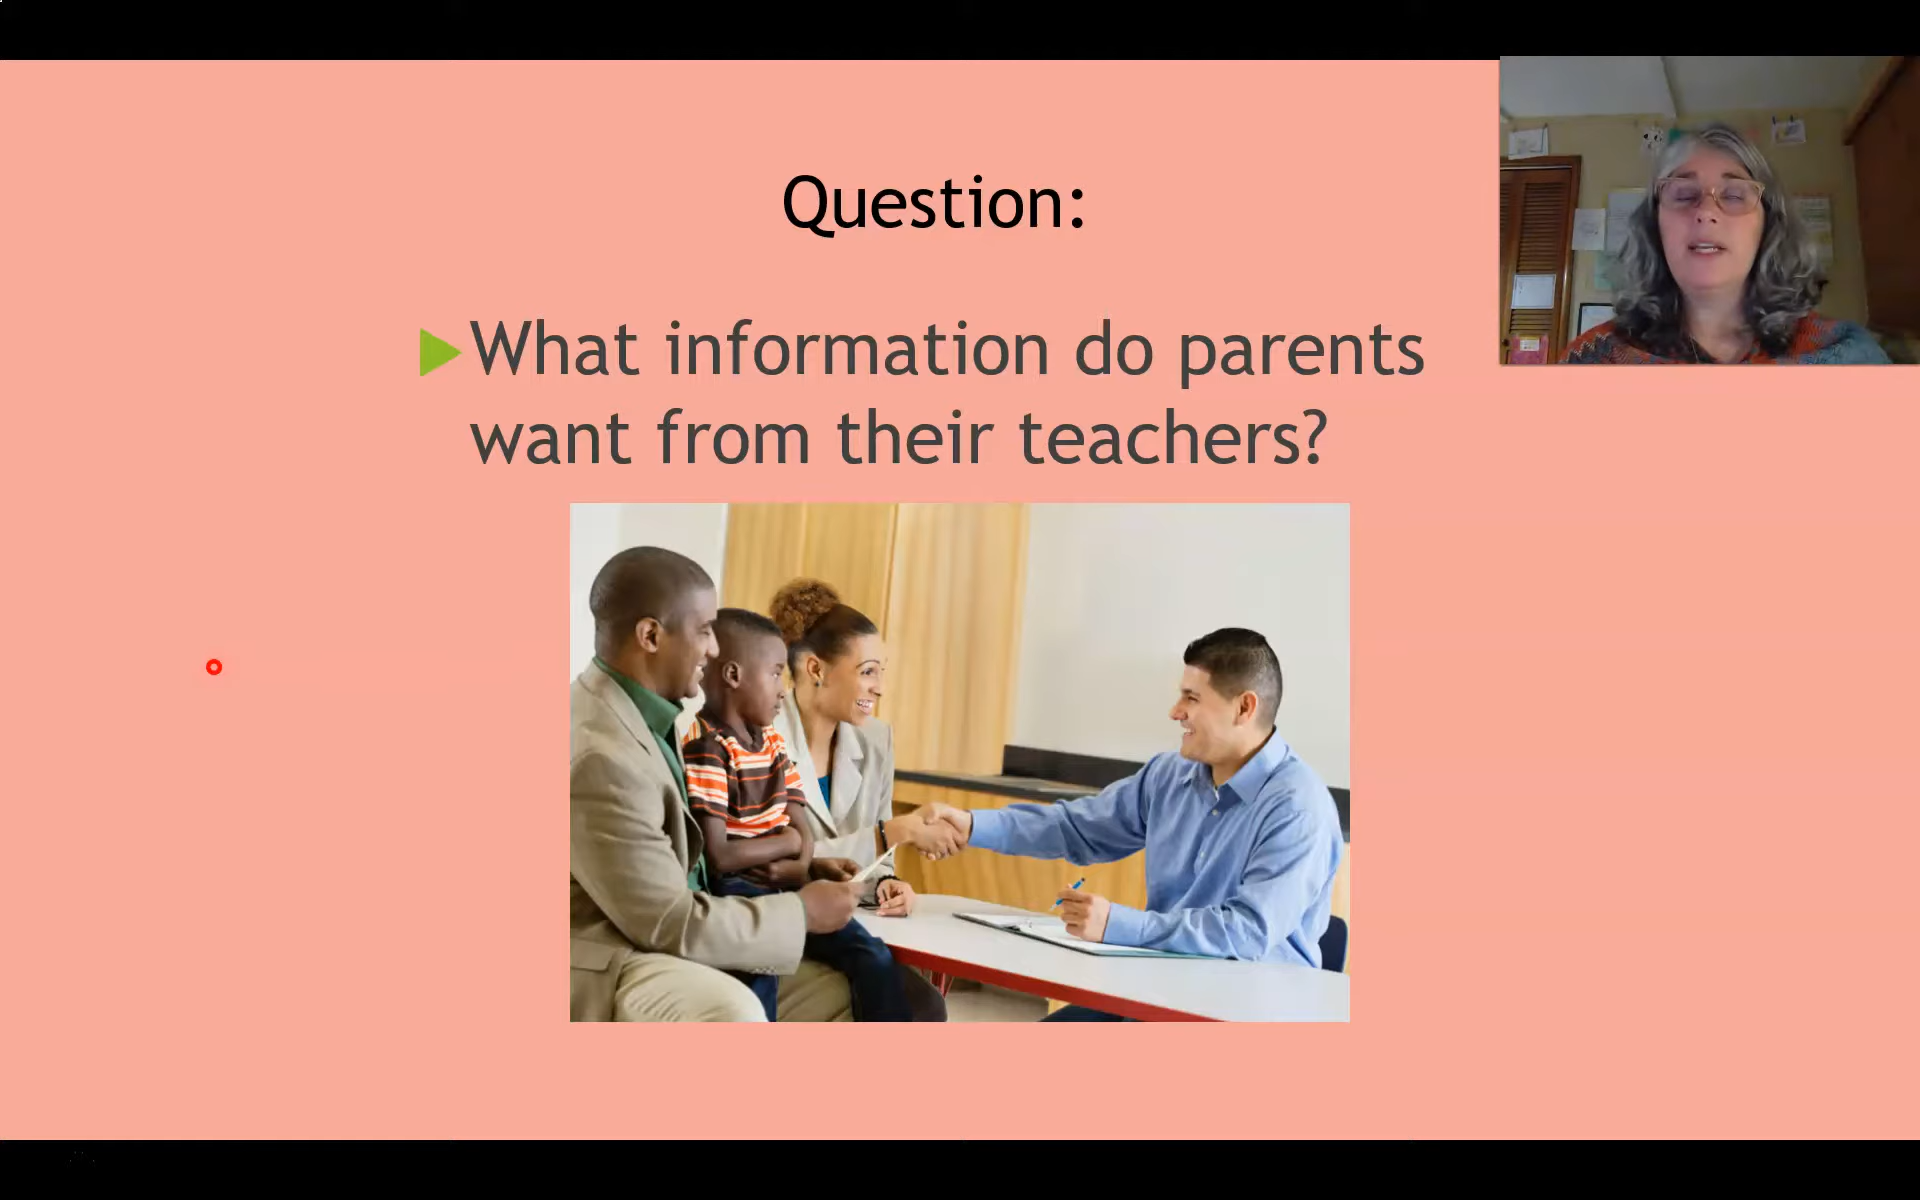 Question:
What information do parents
want from their teachers?